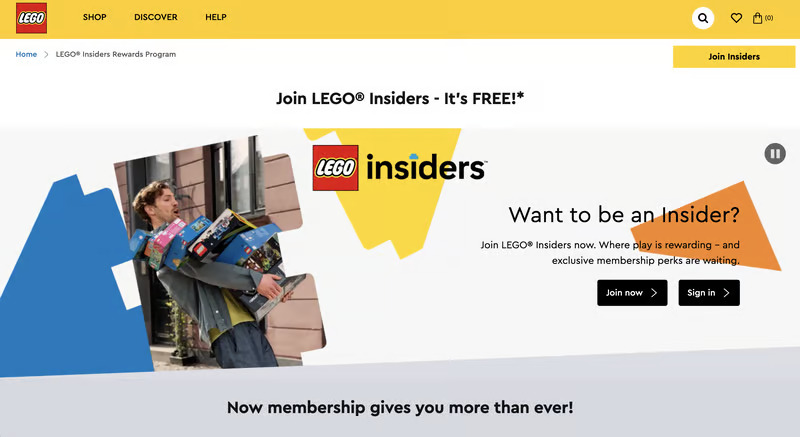 LEGO
SHOP
DISCOVER
HELP
(0)
Home
LEGO® Insiders Rewards Program
Join Insiders
Join LEGO® Insiders - It's FREE!*
LEGO insiders™
Want to be an Insider?
Join LEGO® Insiders now. Where play is rewarding – and
exclusive membership perks are waiting.
Join now
Sign in
Now membership gives you more than ever!